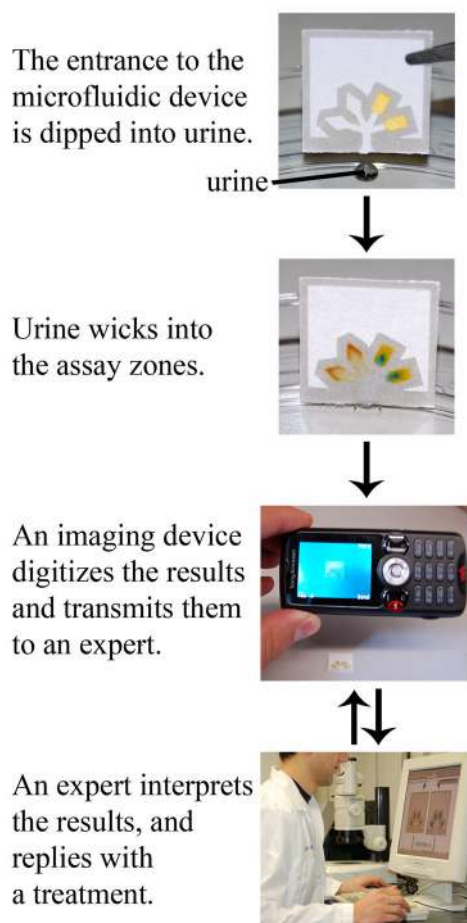 The entrance to the
microfluidic device
is dipped into urine.
urine
Urine wicks into
the assay zones.
An imaging device
digitizes the results
and transmits them
to an expert.
An expert interprets
the results, and
replies with
a treatment.